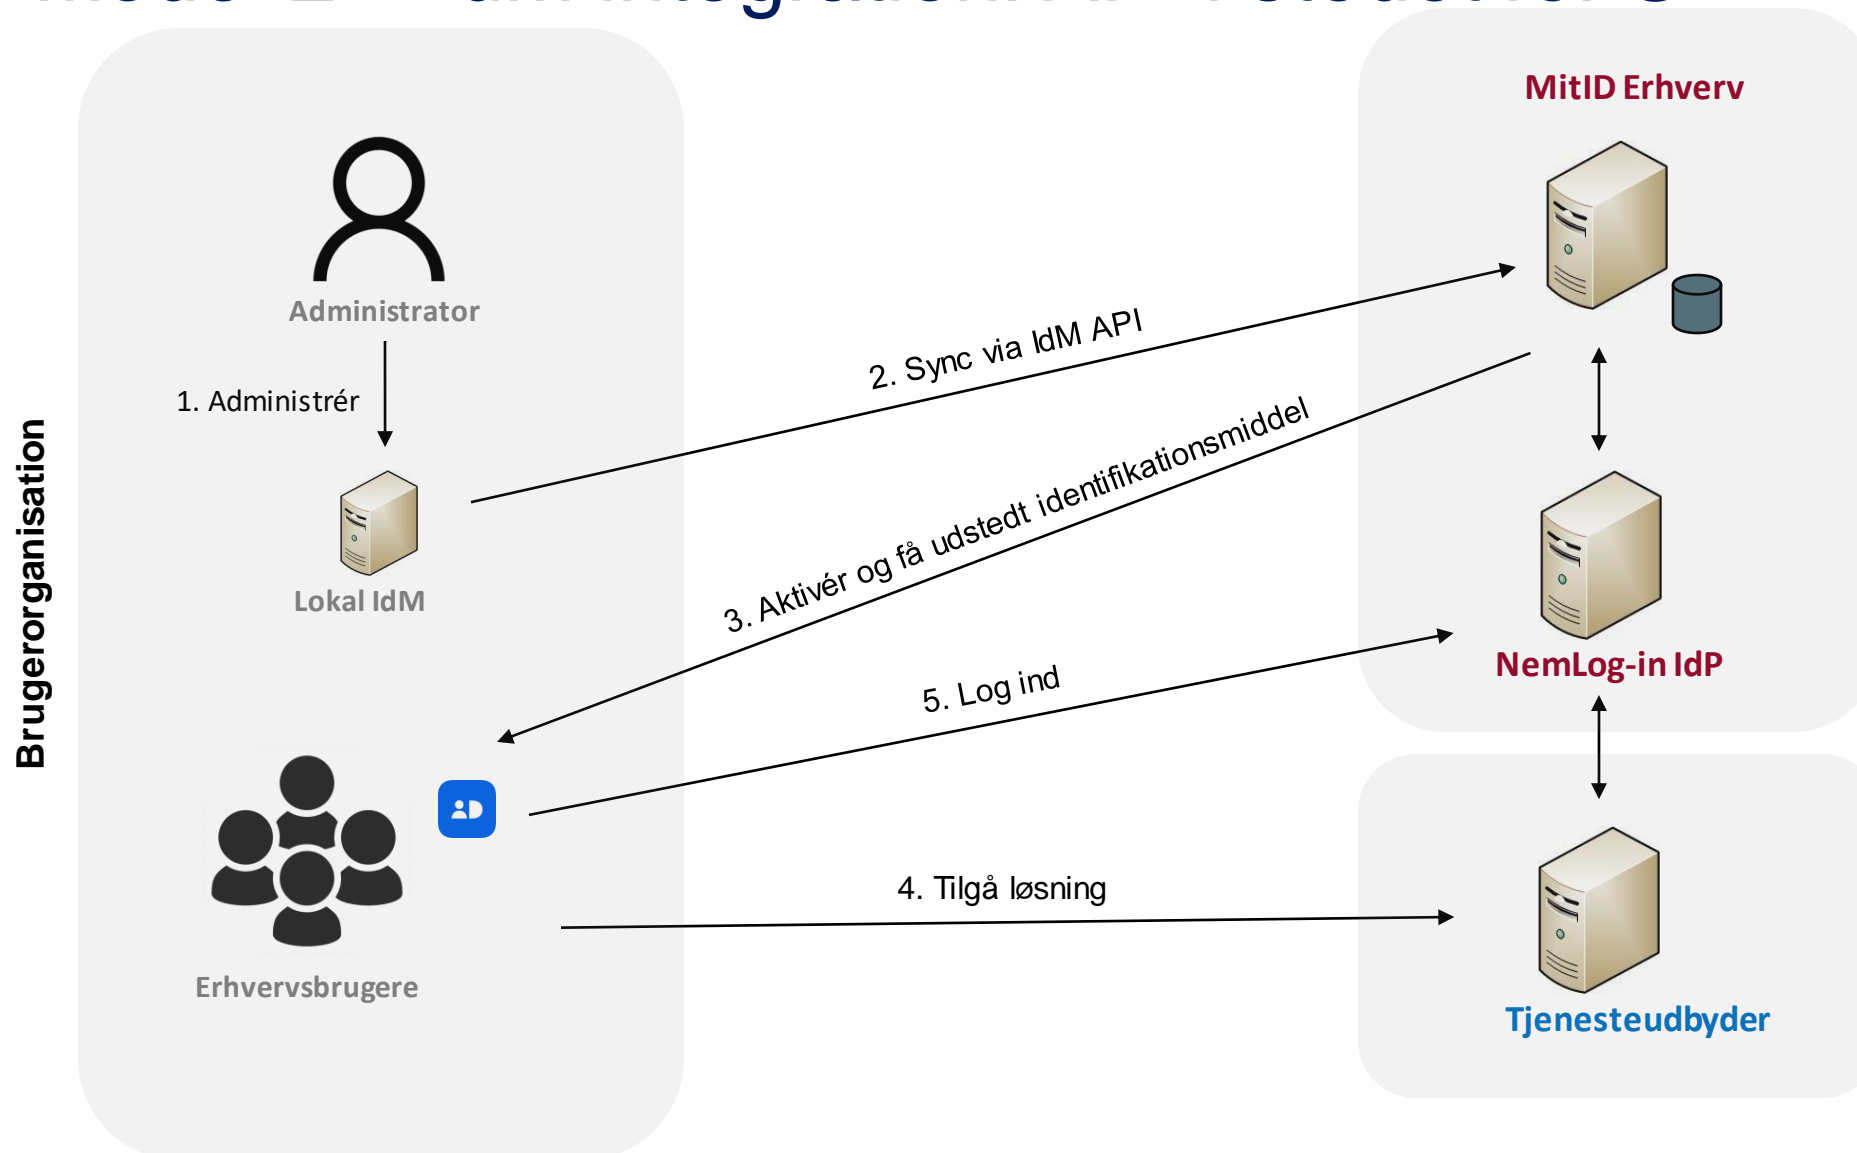 MitID Erhverv
Administrator
2. Sync via IdM API
1. Administrér
3. Aktivér og få udstedt identifikationsmiddel
Brugerorganisation
Lokal IdM
NemLog-in IdP
5. Log ind
4. Tilgå løsning
Erhvervsbrugere
Tjenesteudbyder